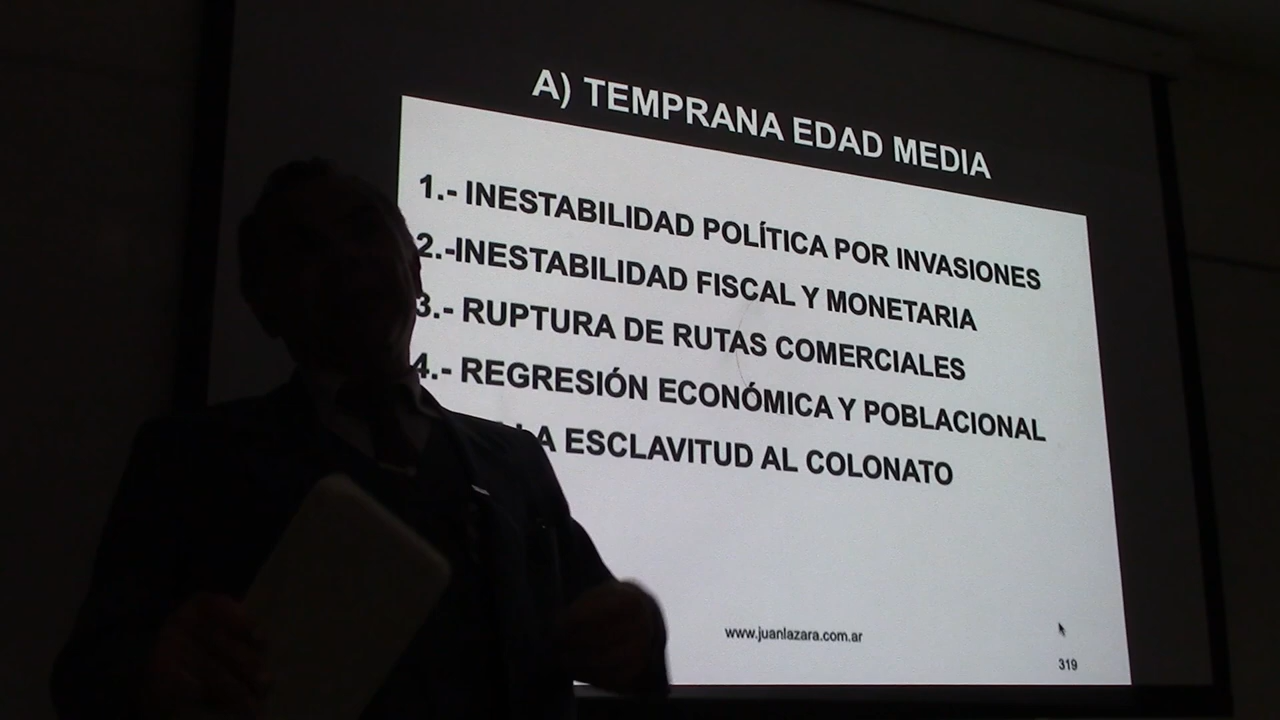 A) TEMPRANA EDAD MEDIA
1.- INESTABILIDAD POLÍTICA POR INVASIONES
2.-INESTABILIDAD FISCAL Y MONETARIA
3.- RUPTURA DE RUTAS COMERCIALES
4.- REGRESIÓN ECONÓMICA Y POBLACIONAL
LA ESCLAVITUD AL COLONATO
www.juanlazara.com.ar
319